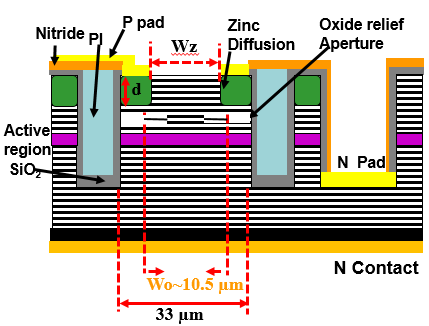 Nitride
PI
P pad
Wz
Zinc
Diffusion
Oxide relief
Aperture
d
Active
region
SiO2
N Pad
N Contact
Wo~10.5 μm
33 μm